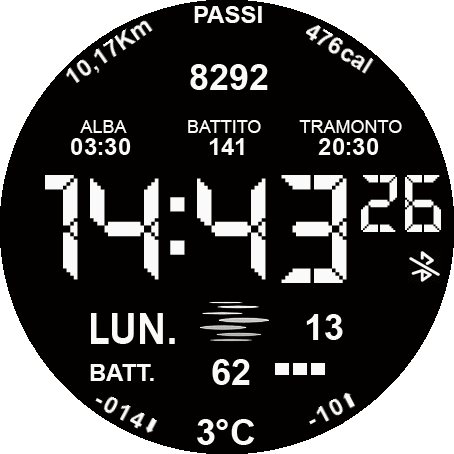 PASSI
10,17Km 476cal
8292
ALBA BATTITO TRAMONTO
03:30 141 20:30
14:43 26
LUN. 13
BATT. 62
-014 -10
3°C